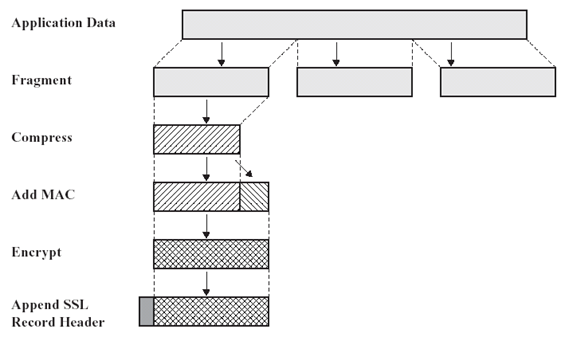 Application Data
Fragment
Compress
Add MAC
Encrypt
Append SSL
Record Header